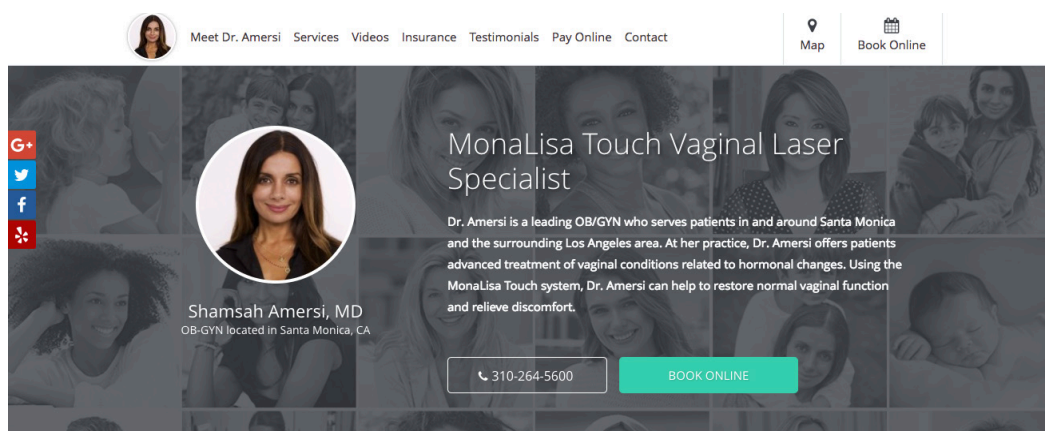 Meet Dr. Amersi Services Videos Insurance Testimonials Pay Online Contact
Map
Book Online
G+
MonaLisa Touch Vaginal Laser
Specialist
Dr. Amersi is a leading OB/GYN who serves patients in and around Santa Monica
and the surrounding Los Angeles area. At her practice, Dr. Amersi offers patients
advanced treatment of vaginal conditions related to hormonal changes. Using the
MonaLisa Touch system, Dr. Amersi can help to restore normal vaginal function
and relieve discomfort.
Shamsah Amersi, MD
OB-GYN located in Santa Monica, CA
310-264-5600
BOOK ONLINE